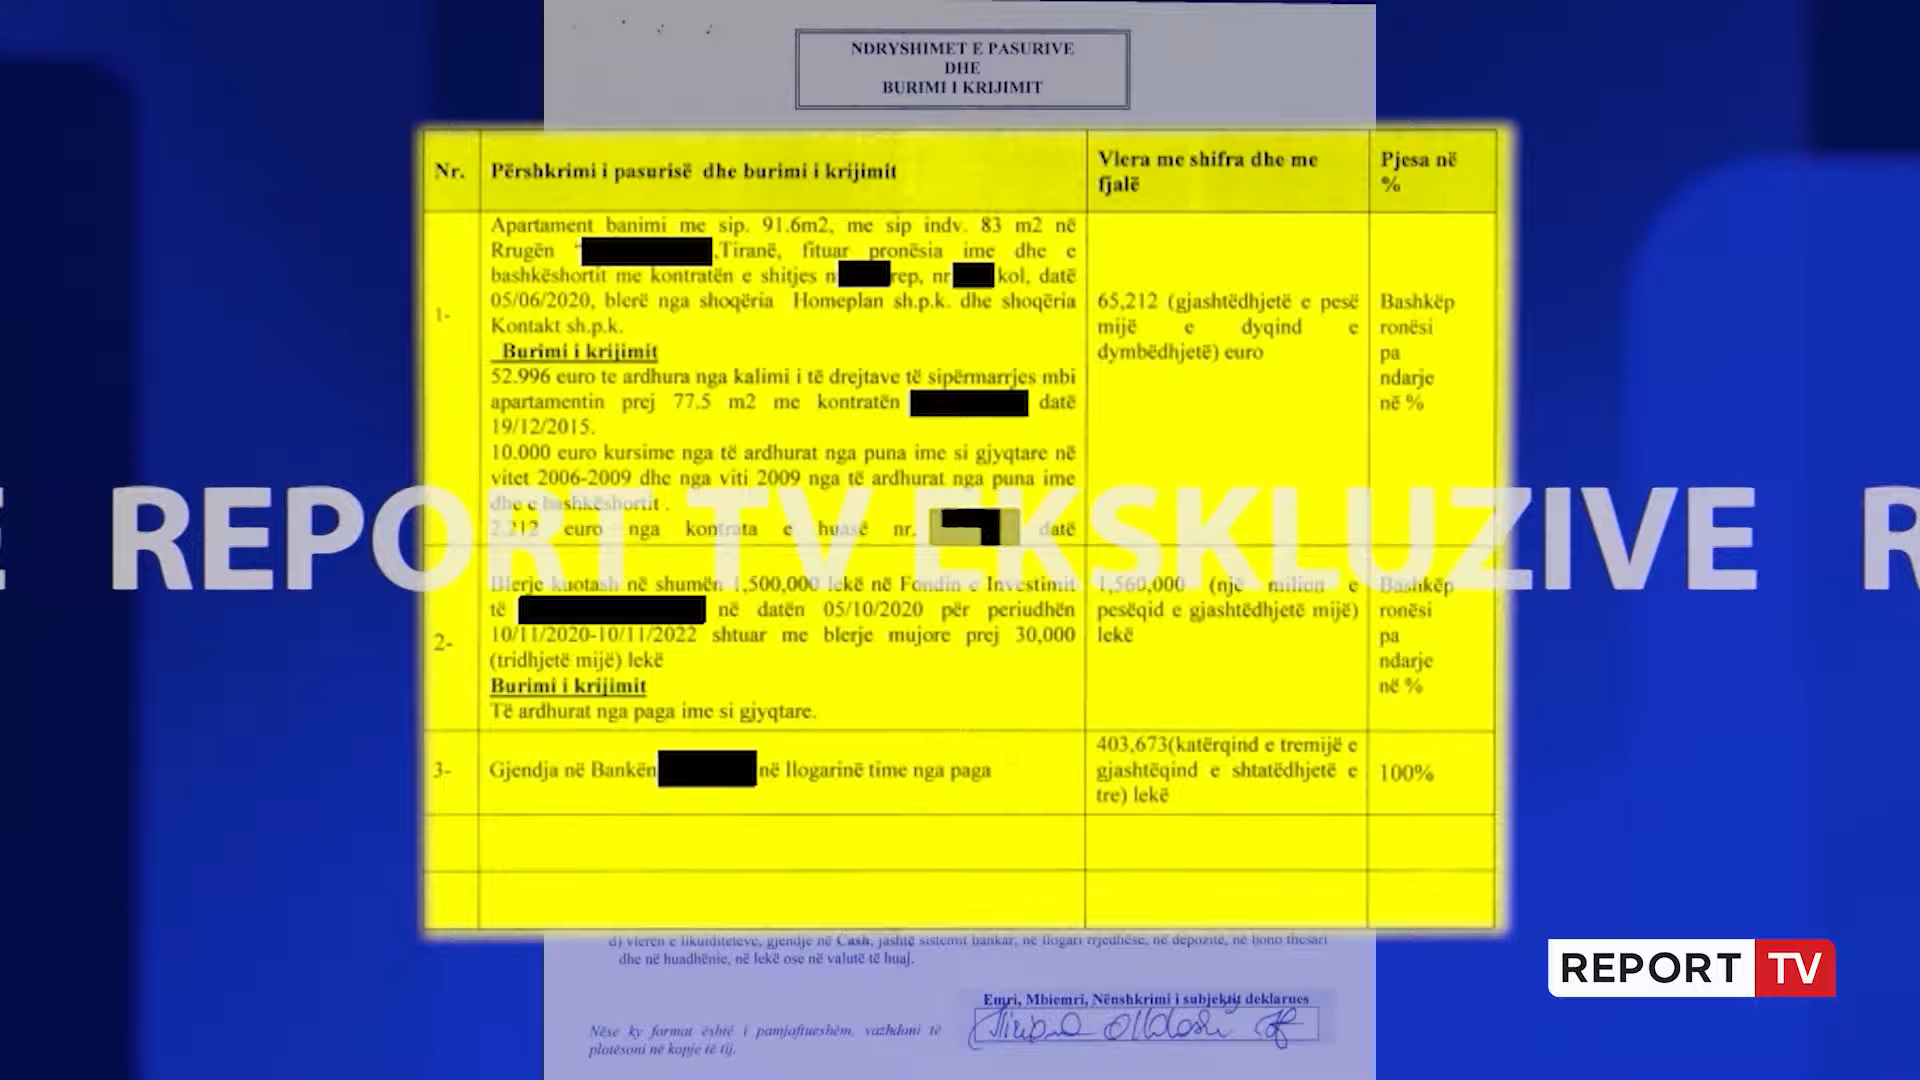 NDRYSHIMET E PASURIVE
DHE
BURIMI I KRIJIMIT
Nr.
Përshkrimi i pasurisë dhe burimi i krijimit
Vlera me shifra dhe me
fjalë
Pjesa në
%
1-
Apartament banimi me sip. 91.6m2, me sip indv. 83 m2 në
Rrugën ,Tiranë, fituar pronësia ime dhe e
bashkëshortit me kontratën e shitjes n rep, nr kol, datë
05/06/2020, blerë nga shoqëria Homeplan sh.p.k. dhe shoqëria
Kontakt sh.p.k.
Burimi i krijimit
52.996 euro te ardhura nga kalimi i të drejtave të sipërmarrjes mbi
apartamentin prej 77.5 m2 me kontratën datë
19/12/2015.
10.000 euro kursime nga të ardhurat nga puna ime si gjyqtare në
vitet 2006-2009 dhe nga viti 2009 nga të ardhurat nga puna ime
dhe e bashkëshortit .
2.212 euro nga kontrata e huasë nr. datë
65,212 (gjashtëdhjetë e pesë
mijë e dyqind e
dymbëdhjetë) euro
Bashkëp
ronësi
pa
ndarje
në %
REPORT TV EKSKLUZIVE
2-
Blerje kuotash në shumën 1,500,000 lekë në Fondin e Investimit
të në datën 05/10/2020 për periudhën
10/11/2020-10/11/2022 shtuar me blerje mujore prej 30,000
(tridhjetë mijë) lekë
Burimi i krijimit
Të ardhurat nga paga ime si gjyqtare.
1,560,000 (një milion e
pesëqid e gjashtëdhjetë mijë)
lekë
Bashkëp
ronësi
pa
ndarje
në %
3-
Gjendja në Bankën në llogarinë time nga paga
403,673(katërqind e tremijë e
gjashtëqind e shtatëdhjetë e
tre) lekë
100%
d) vlerën e likuiditeteve, gjendje në Cash, jashtë sistemit bankar, në llogari rrjedhëse, në depozitë, në bono thesari
dhe në huadhënie, në lekë ose në valutë të huaj.
Emri, Mbiemri, Nënshkrimi i subjektit deklarues
Nëse ky format është i pamjaftueshëm, vazhdoni të
plotësoni në kopje të tij.
REPORT TV